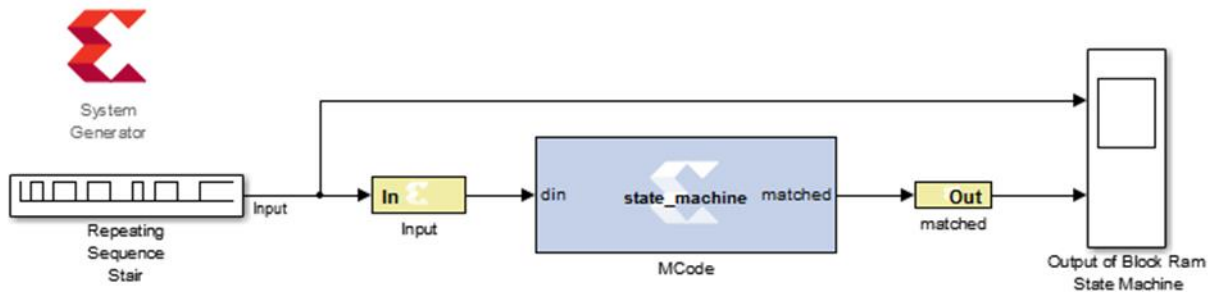 System
Generator
Repeating
Sequence
Stair
Input
In
Input
din
state_machine
matched
MCode
Out
matched
Output of Block Ram
State Machine